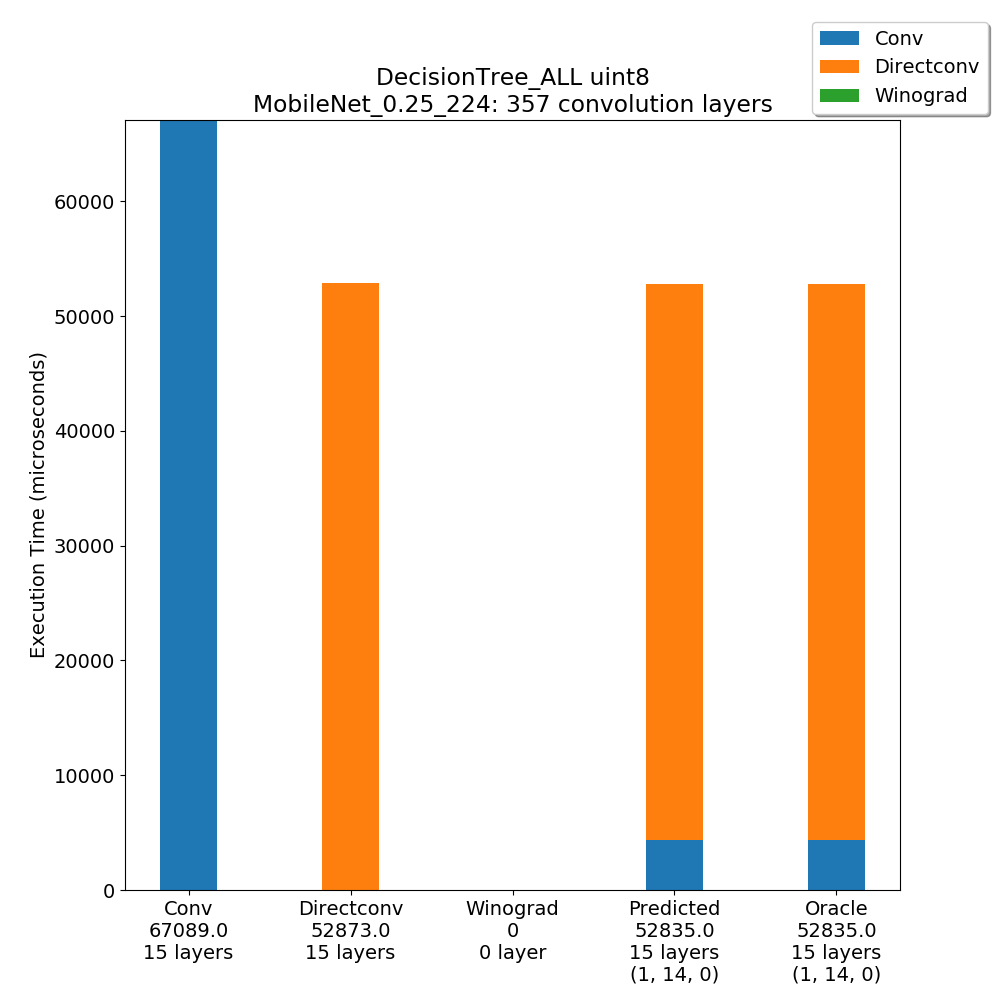 Conv
Directconv
Winograd
DecisionTree_ALL uint8
MobileNet_0.25_224: 357 convolution layers
Execution Time (microseconds)
60000
50000
40000
30000
20000
10000
0
Conv
67089.0
15 layers
Directconv
52873.0
15 layers
Winograd
0
0 layer
Predicted
52835.0
15 layers
(1, 14, 0)
Oracle
52835.0
15 layers
(1, 14, 0)